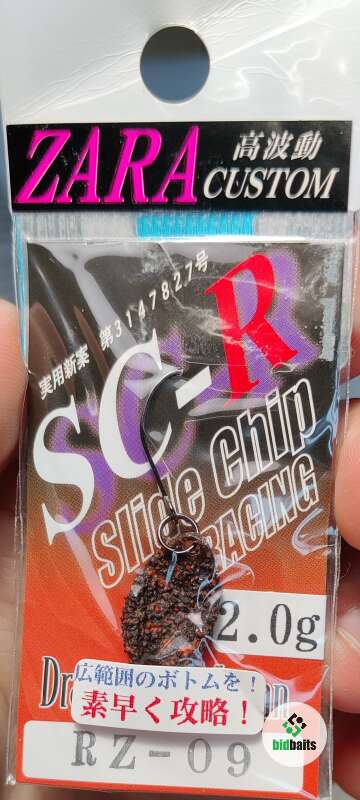 ZARA
高波動
CUSTOM
実用新案 第3147827号
SC-R
Slide Chip
RACING
2.0g
広範囲のボトムを！
素早く攻略！
RZ-09
bidbaits